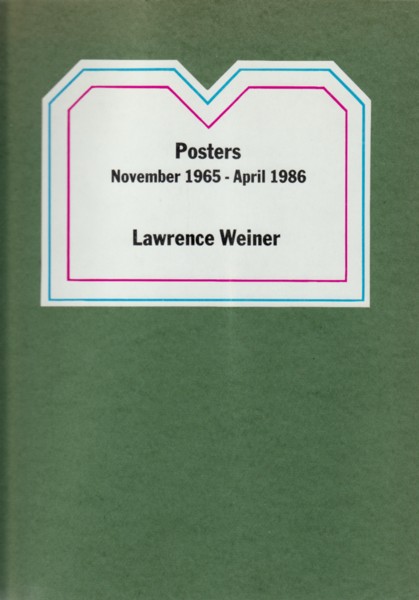 Posters
November 1965 - April 1986
Lawrence Weiner